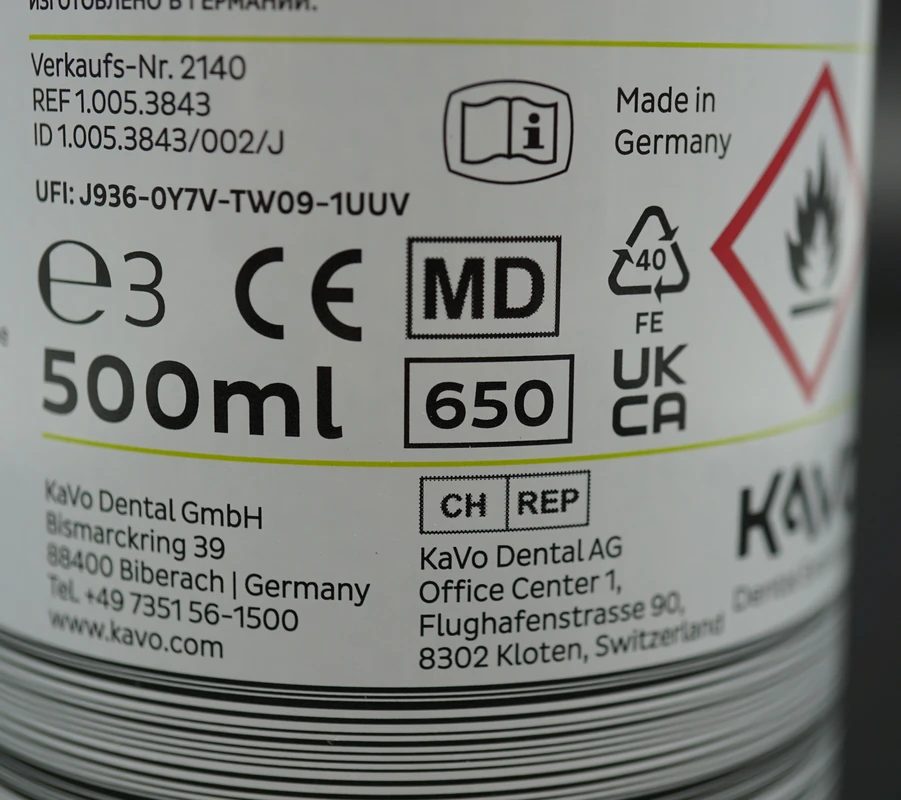 ИЗГОТОВЛЕНО В ГЕРМАНИИ.
Verkaufs-Nr. 2140
REF 1.005.3843
ID 1.005.3843/002/J
Made in
Germany
UFI: J936-0Y7V-TW09-1UUV
e3 CE MD
40
FE
500ml 650
UK
CA
KaVo Dental GmbH
Bismarckring 39
88400 Biberach | Germany
Tel. +49 7351 56-1500
www.kavo.com
CH REP
KaVo Dental AG
Office Center 1,
Flughafenstrasse 90,
8302 Kloten, Switzerland
KaVo